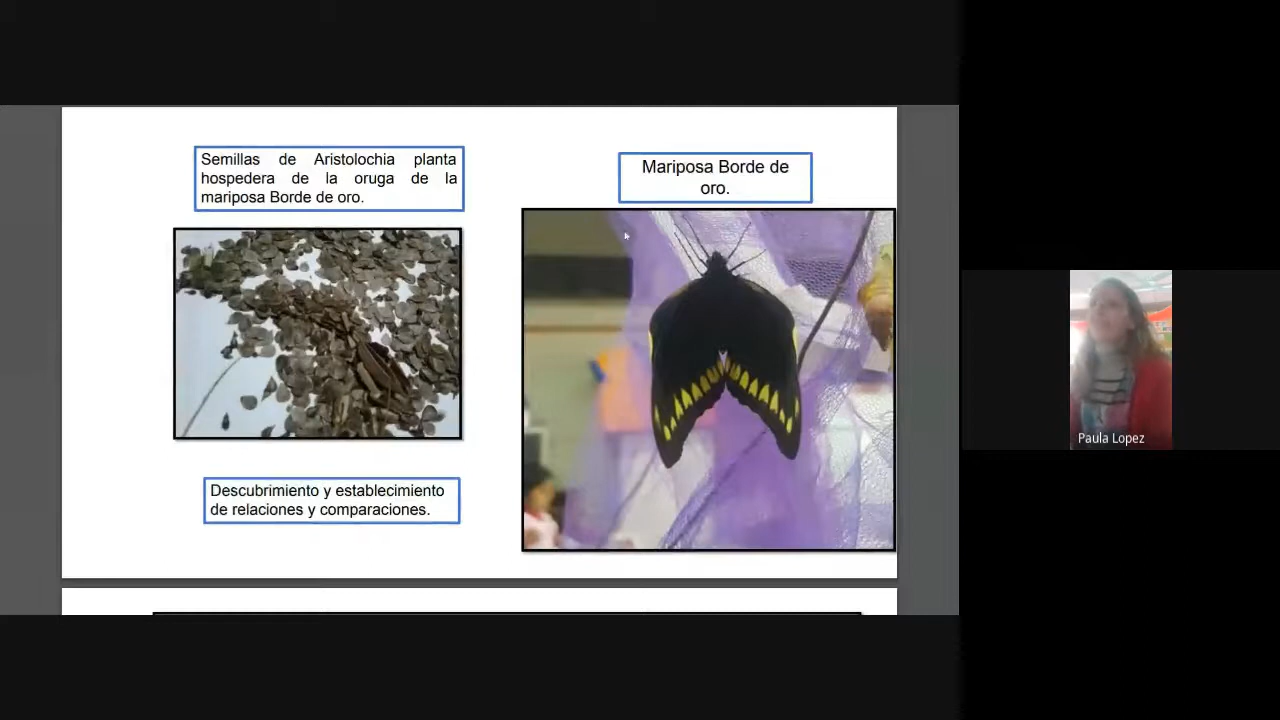 Semillas de Aristolochia planta
hospedera de la oruga de la
mariposa Borde de oro.
Mariposa Borde de
oro.
Descubrimiento y establecimiento
de relaciones y comparaciones.
Paula Lopez